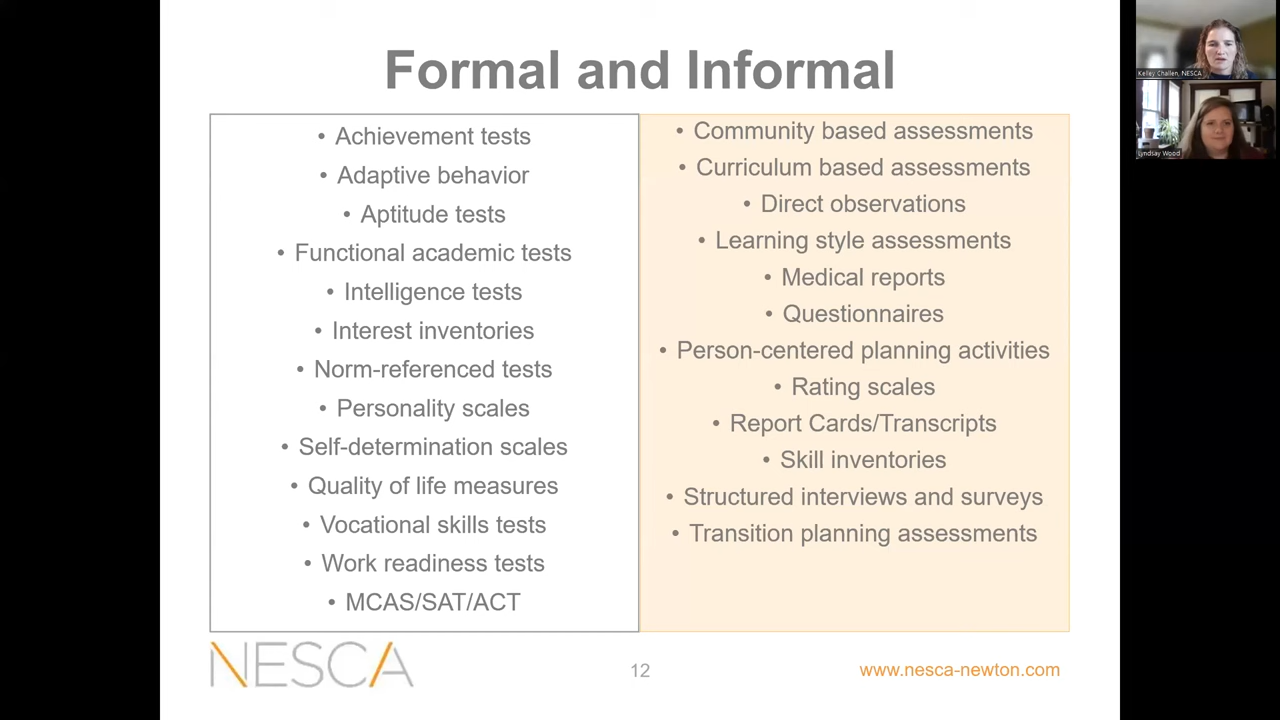 Formal and Informal
• Achievement tests
• Adaptive behavior
• Aptitude tests
• Functional academic tests
• Intelligence tests
• Interest inventories
• Norm-referenced tests
• Personality scales
• Self-determination scales
• Quality of life measures
• Vocational skills tests
• Work readiness tests
• MCAS/SAT/ACT
• Community based assessments
• Curriculum based assessments
• Direct observations
• Learning style assessments
• Medical reports
• Questionnaires
• Person-centered planning activities
• Rating scales
• Report Cards/Transcripts
• Skill inventories
• Structured interviews and surveys
• Transition planning assessments
NESCA
12
www.nesca-newton.com
Kelley Challen, NESCA
Lyndsay Wood